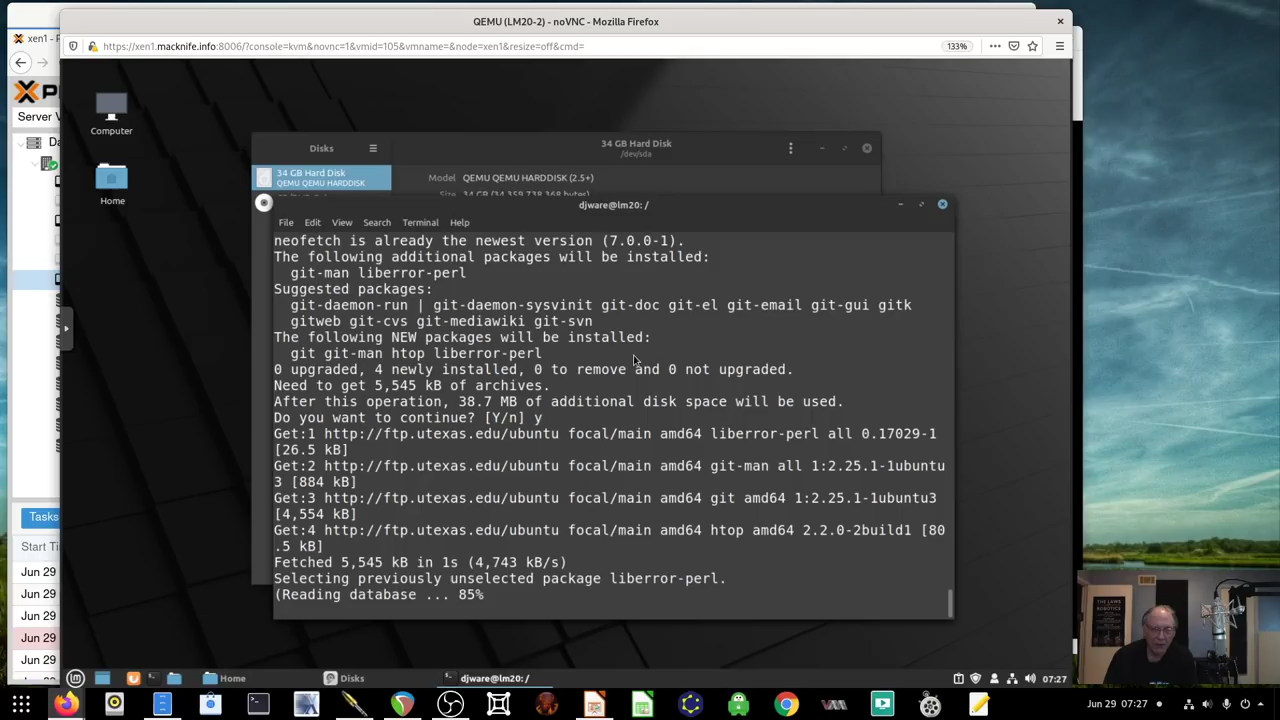 QEMU (LM20-2) - noVNC - Mozilla Firefox
xen1 - P
https://xen1.macknife.info:8006/?console=kvm&novnc=1&vmid=105&vmname=&node=xen1&resize=off&cmd=
133%
Server V
Computer
Home
Disks
34 GB Hard Disk
/dev/sda
34 GB Hard Disk
QEMU QEMU HARDDISK
Model QEMU QEMU HARDDISK (2.5+)
Size 34 GB (34,359,738,368 bytes)
djware@lm20: /
File Edit View Search Terminal Help
neofetch is already the newest version (7.0.0-1).
The following additional packages will be installed:
git-man liberror-perl
Suggested packages:
git-daemon-run | git-daemon-sysvinit git-doc git-el git-email git-gui gitk
gitweb git-cvs git-mediawiki git-svn
The following NEW packages will be installed:
git git-man htop liberror-perl
0 upgraded, 4 newly installed, 0 to remove and 0 not upgraded.
Need to get 5,545 kB of archives.
After this operation, 38.7 MB of additional disk space will be used.
Do you want to continue? [Y/n] y
Get:1 http://ftp.utexas.edu/ubuntu focal/main amd64 liberror-perl all 0.17029-1
[26.5 kB]
Get:2 http://ftp.utexas.edu/ubuntu focal/main amd64 git-man all 1:2.25.1-1ubuntu
3 [884 kB]
Get:3 http://ftp.utexas.edu/ubuntu focal/main amd64 git amd64 1:2.25.1-1ubuntu3
[4,554 kB]
Get:4 http://ftp.utexas.edu/ubuntu focal/main amd64 htop amd64 2.2.0-2build1 [80
.5 kB]
Fetched 5,545 kB in 1s (4,743 kB/s)
Selecting previously unselected package liberror-perl.
(Reading database ... 85%
Tasks
Start Ti
Jun 29
Jun 29
Jun 29
Jun 29
Jun 29
Home
Disks
djware@lm20: /
07:27
Jun 29 07:27